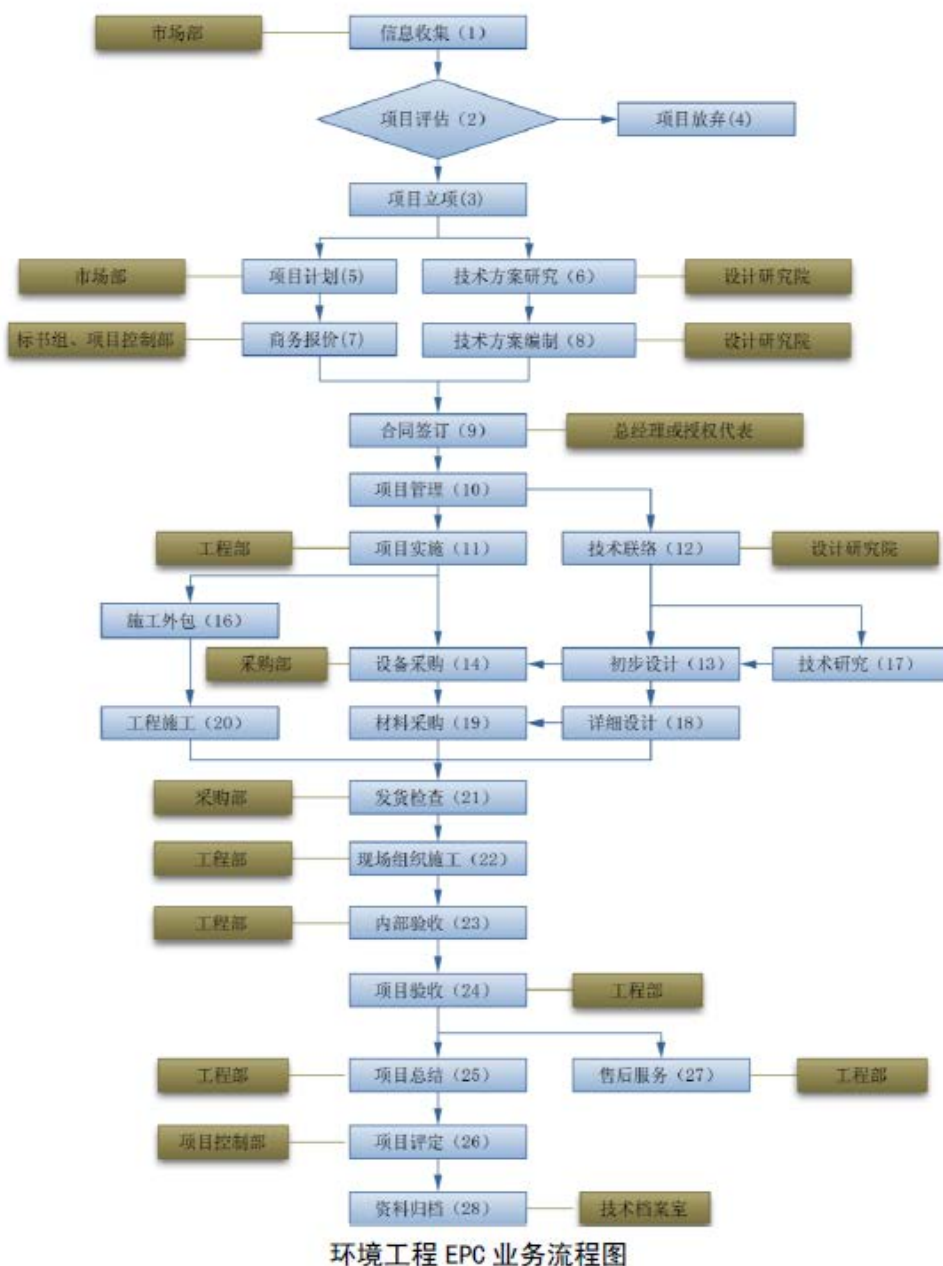 市场部
信息收集（1）
项目评估（2）
项目放弃(4)
项目立项(3)
市场部
项目计划(5)
技术方案研究（6）
设计研究院
标书组、项目控制部
商务报价(7)
技术方案编制（8）
设计研究院
合同签订（9）
总经理或授权代表
项目管理（10）
工程部
项目实施（11）
技术联络（12）
设计研究院
施工外包（16）
采购部
设备采购（14）
初步设计（13）
技术研究（17）
工程施工（20）
材料采购（19）
详细设计（18）
采购部
发货检查（21）
工程部
现场组织施工（22）
工程部
内部验收（23）
项目验收（24）
工程部
工程部
项目总结（25）
售后服务（27）
工程部
项目控制部
项目评定（26）
资料归档（28）
技术档案室
环境工程 EPC 业务流程图